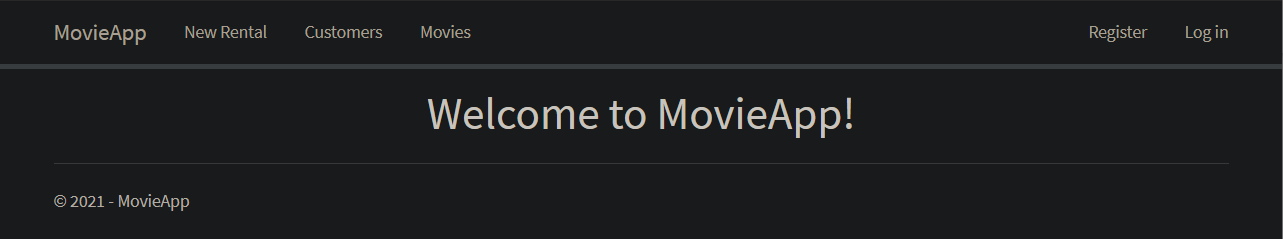 MovieApp New Rental Customers Movies Register Log in
Welcome to MovieApp!
© 2021 - MovieApp